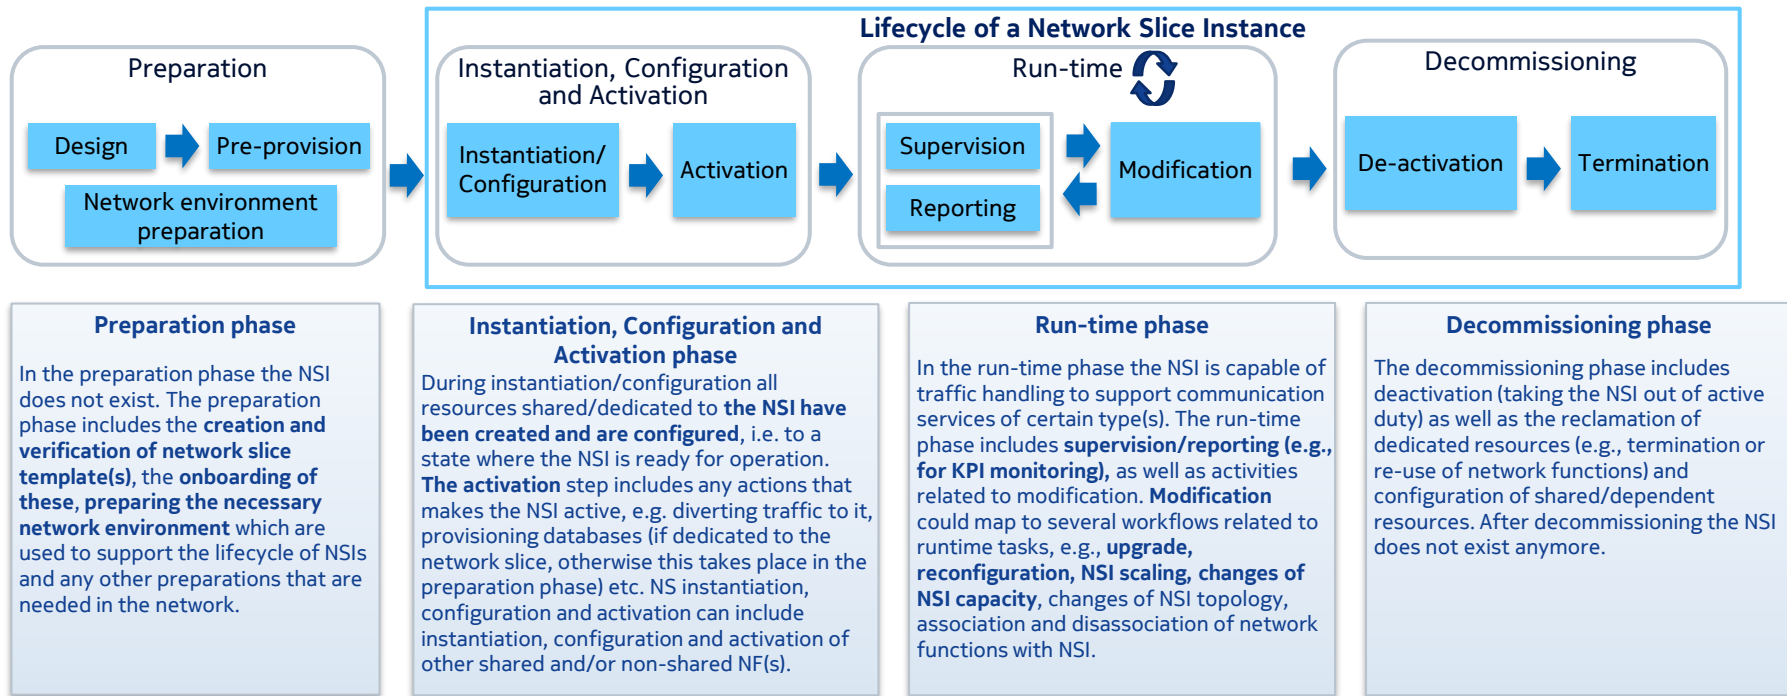 Lifecycle of a Network Slice Instance
Preparation
Design
Pre-provision
Network environment
preparation
Instantiation, Configuration
and Activation
Instantiation/
Configuration
Activation
Run-time
Supervision
Reporting
Modification
Decommissioning
De-activation
Termination
Preparation phase
In the preparation phase the NSI
does not exist. The preparation
phase includes the creation and
verification of network slice
template(s), the onboarding of
these, preparing the necessary
network environment which are
used to support the lifecycle of NSIs
and any other preparations that are
needed in the network.
Instantiation, Configuration and
Activation phase
During instantiation/configuration all
resources shared/dedicated to the NSI have
been created and are configured, i.e. to a
state where the NSI is ready for operation.
The activation step includes any actions that
makes the NSI active, e.g. diverting traffic to it,
provisioning databases (if dedicated to the
network slice, otherwise this takes place in the
preparation phase) etc. NS instantiation,
configuration and activation can include
instantiation, configuration and activation of
other shared and/or non-shared NF(s).
Run-time phase
In the run-time phase the NSI is capable of
traffic handling to support communication
services of certain type(s). The run-time
phase includes supervision/reporting (e.g.,
for KPI monitoring), as well as activities
related to modification. Modification
could map to several workflows related to
runtime tasks, e.g., upgrade,
reconfiguration, NSI scaling, changes of
NSI capacity, changes of NSI topology,
association and disassociation of network
functions with NSI.
Decommissioning phase
The decommissioning phase includes
deactivation (taking the NSI out of active
duty) as well as the reclamation of
dedicated resources (e.g., termination or
re-use of network functions) and
configuration of shared/dependent
resources. After decommissioning the NSI
does not exist anymore.